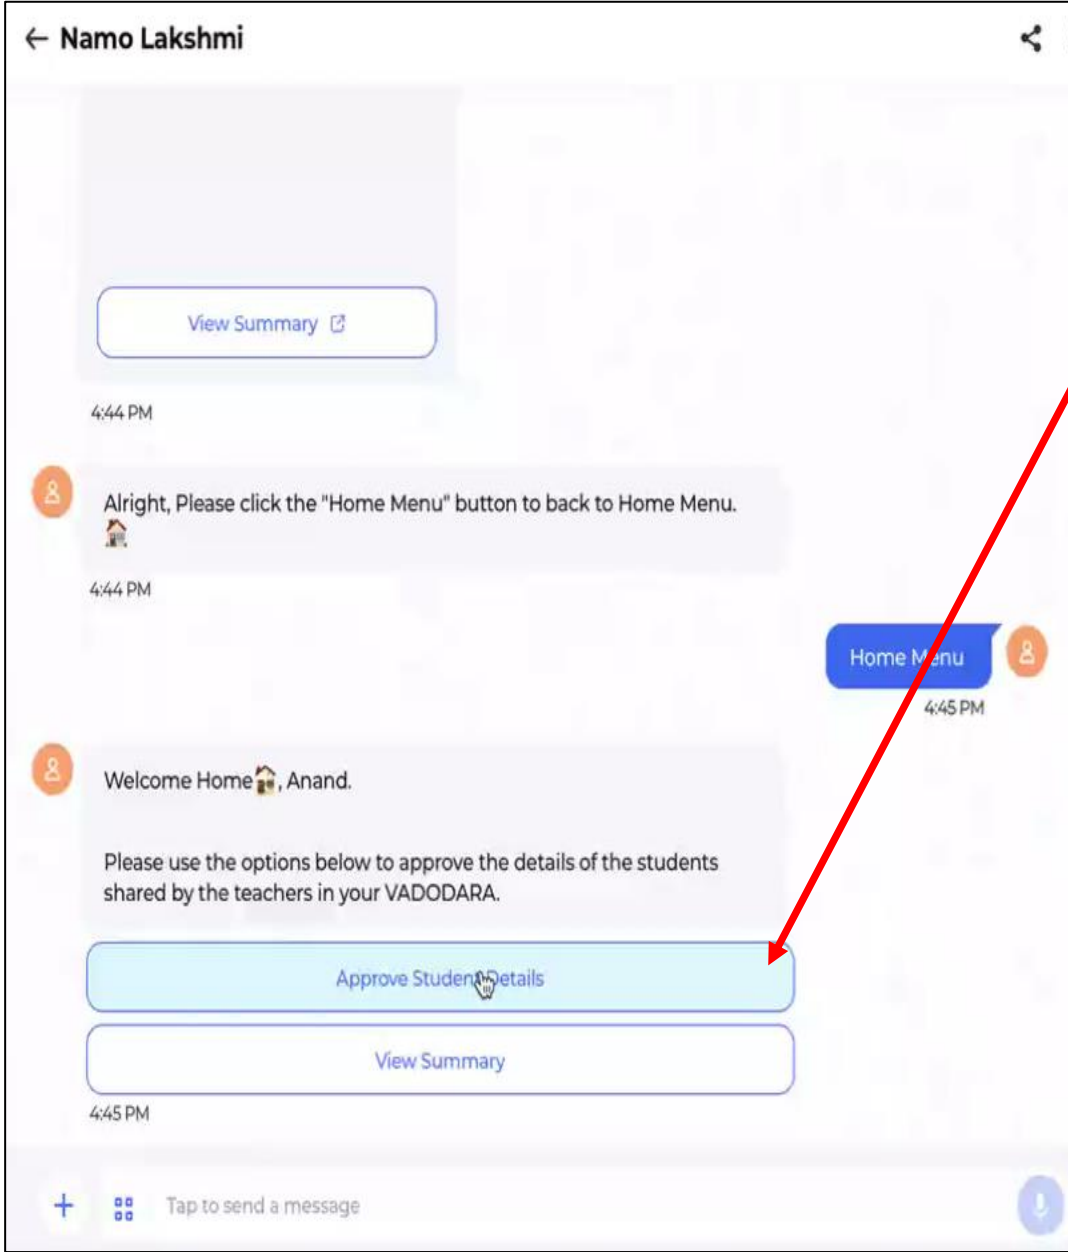 Namo Lakshmi
View Summary
4:44 PM
Alright, Please click the "Home Menu" button to back to Home Menu.
4:44 PM
Home Menu
4:45 PM
Welcome Home, Anand.
Please use the options below to approve the details of the students
shared by the teachers in your VADODARA.
Approve Student Details
View Summary
4:45 PM
Tap to send a message